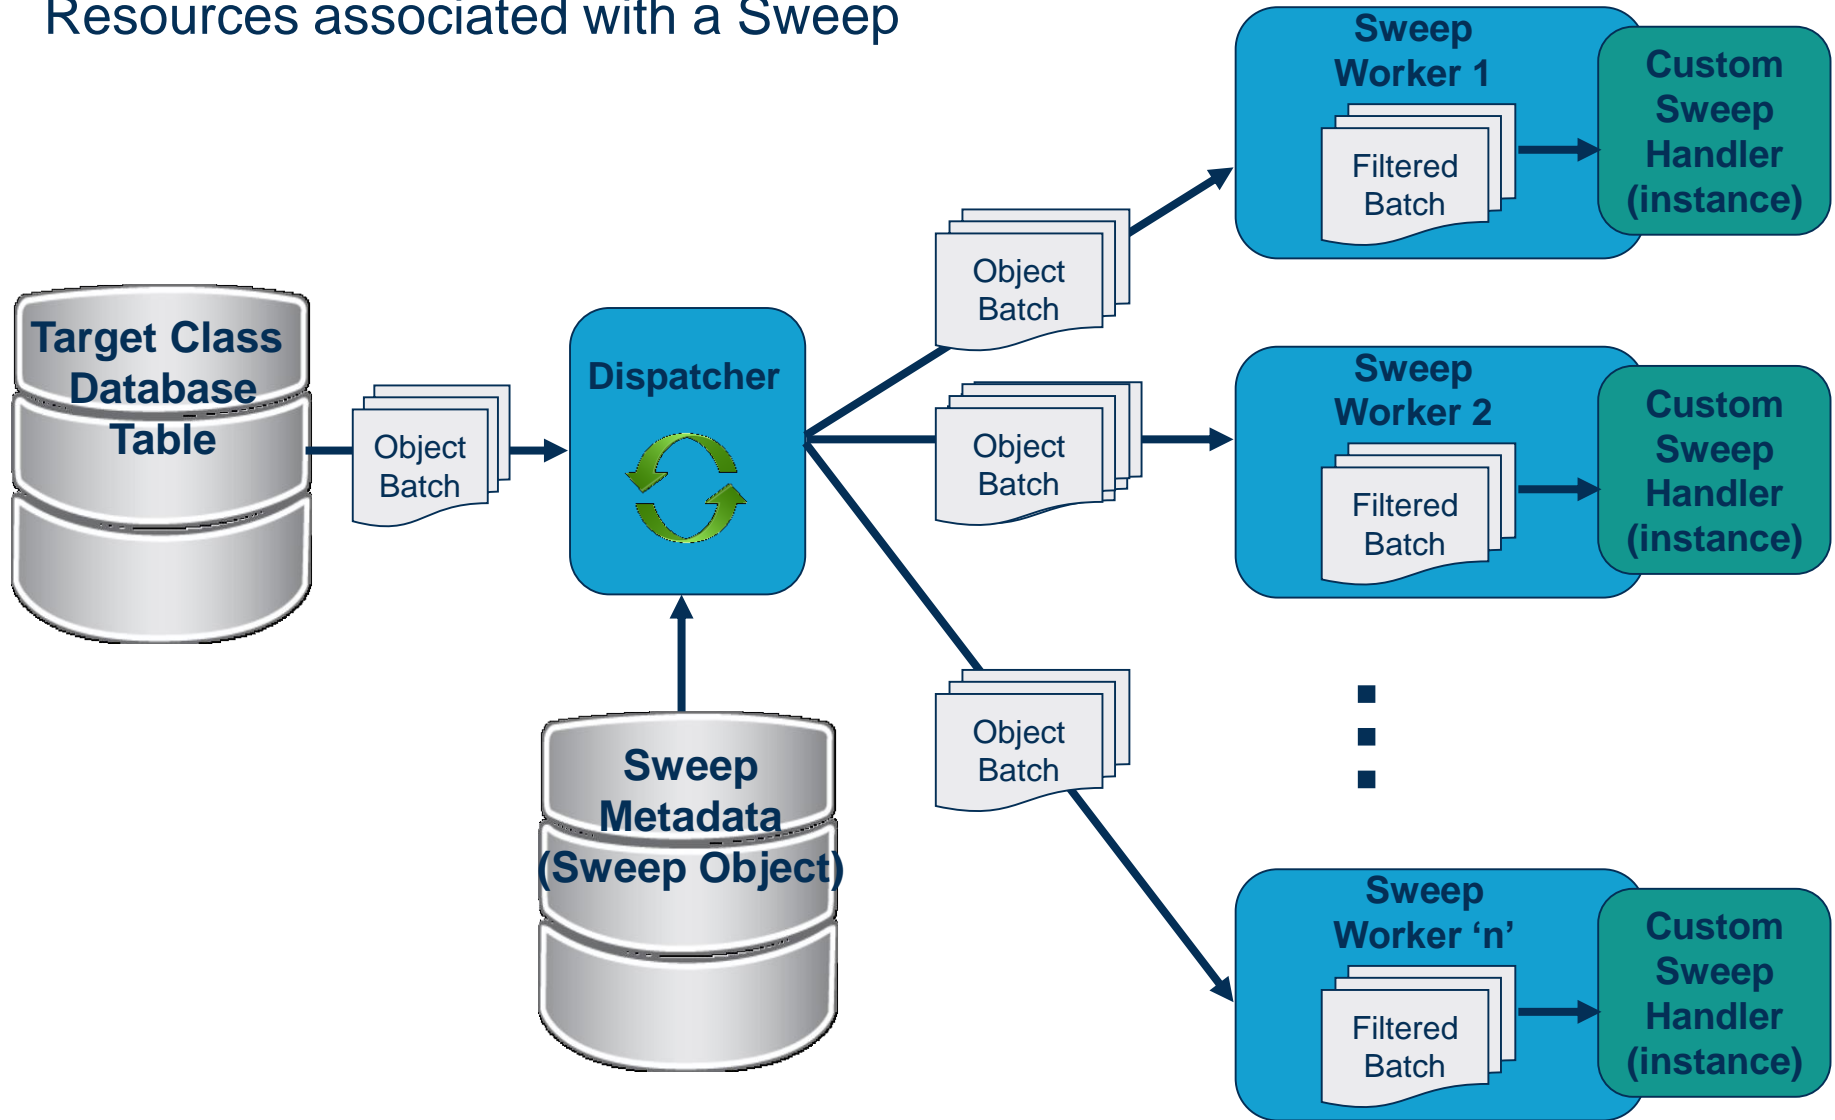 Resources associated with a Sweep
Target Class
Database
Table
Object
Batch
Dispatcher
Sweep
Metadata
(Sweep Object)
Object
Batch
Object
Batch
Object
Batch
Sweep
Worker 1
Filtered
Batch
Custom
Sweep
Handler
(instance)
Sweep
Worker 2
Filtered
Batch
Custom
Sweep
Handler
(instance)
Sweep
Worker ‘n’
Filtered
Batch
Custom
Sweep
Handler
(instance)